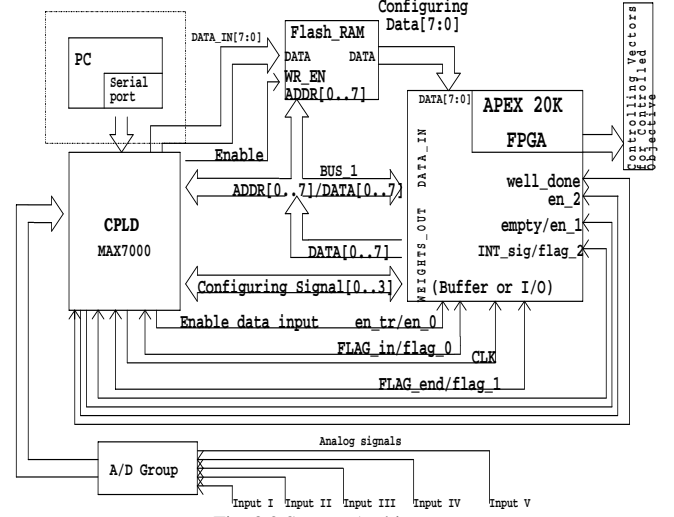 Configuring
Data[7:0]
DATA_IN[7:0]
Flash_RAM
DATA DATA
WR_EN
ADDR[0..7]
PC
Serial
port
DATA[7:0]
APEX 20K
FPGA
DATA_IN
WEIGHTS_OUT
Controlling Vectors
for Controlled
Objective
Enable
BUS_1
ADDR[0..7]/DATA[0..7]
well_done
en_2
empty/en_1
INT_sig/flag_2
CPLD
MAX7000
DATA[0..7]
Configuring Signal[0..3]
(Buffer or I/O)
Enable data input en_tr/en_0
FLAG_in/flag_0
CLK
FLAG_end/flag_1
Analog signals
A/D Group
Input I Input II Input III Input IV Input V